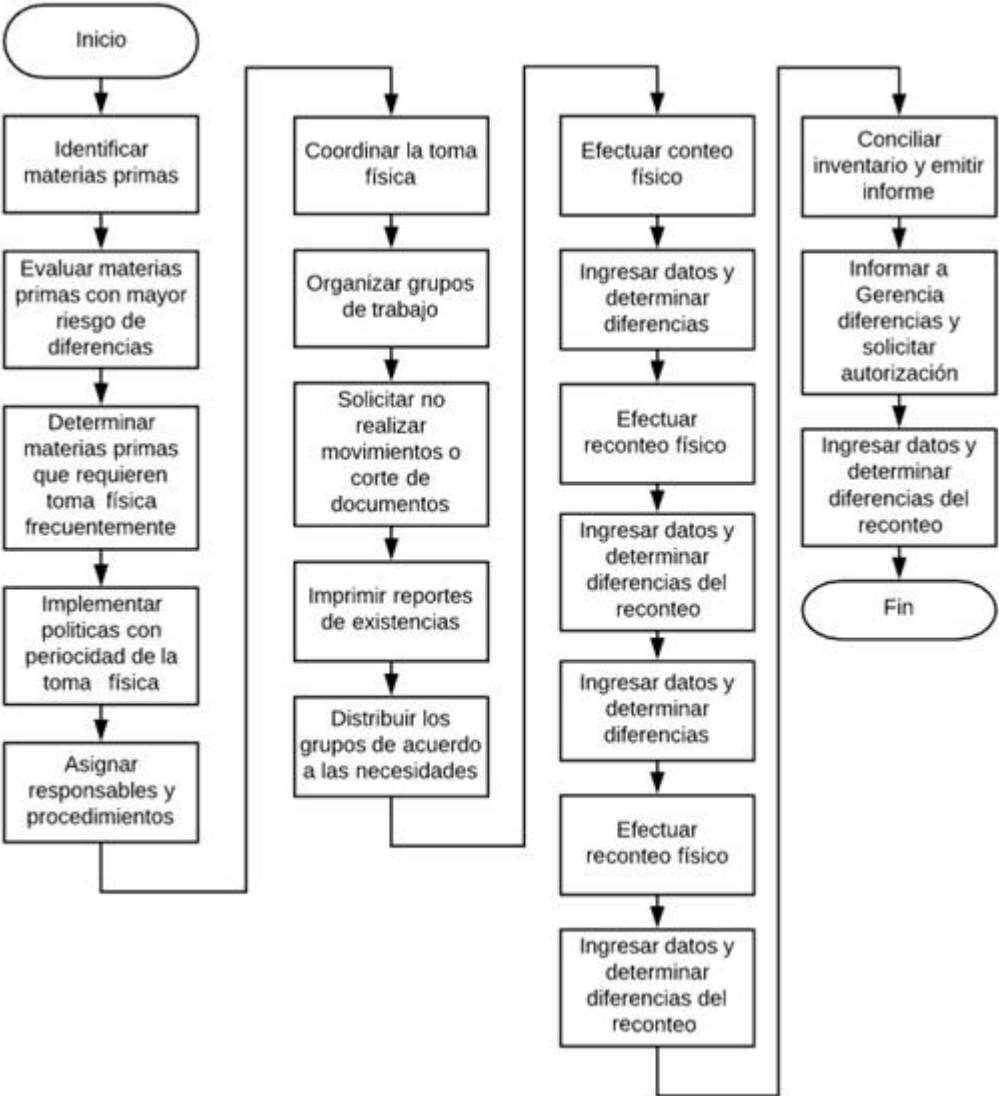 Inicio
Identificar
materias primas
Evaluar materias
primas con mayor
riesgo de
diferencias
Determinar
materias primas
que requieren
toma física
frecuentemente
Implementar
politicas con
periocidad de la
toma física
Asignar
responsables y
procedimientos
Coordinar la toma
física
Organizar grupos
de trabajo
Solicitar no
realizar
movimientos o
corte de
documentos
Imprimir reportes
de existencias
Distribuir los
grupos de acuerdo
a las necesidades
Efectuar conteo
físico
Ingresar datos y
determinar
diferencias
Efectuar
reconteo físico
Ingresar datos y
determinar
diferencias del
reconteo
Ingresar datos y
determinar
diferencias
Efectuar
reconteo físico
Ingresar datos y
determinar
diferencias del
reconteo
Conciliar
inventario y emitir
informe
Informar a
Gerencia
diferencias y
solicitar
autorización
Ingresar datos y
determinar
diferencias del
reconteo
Fin